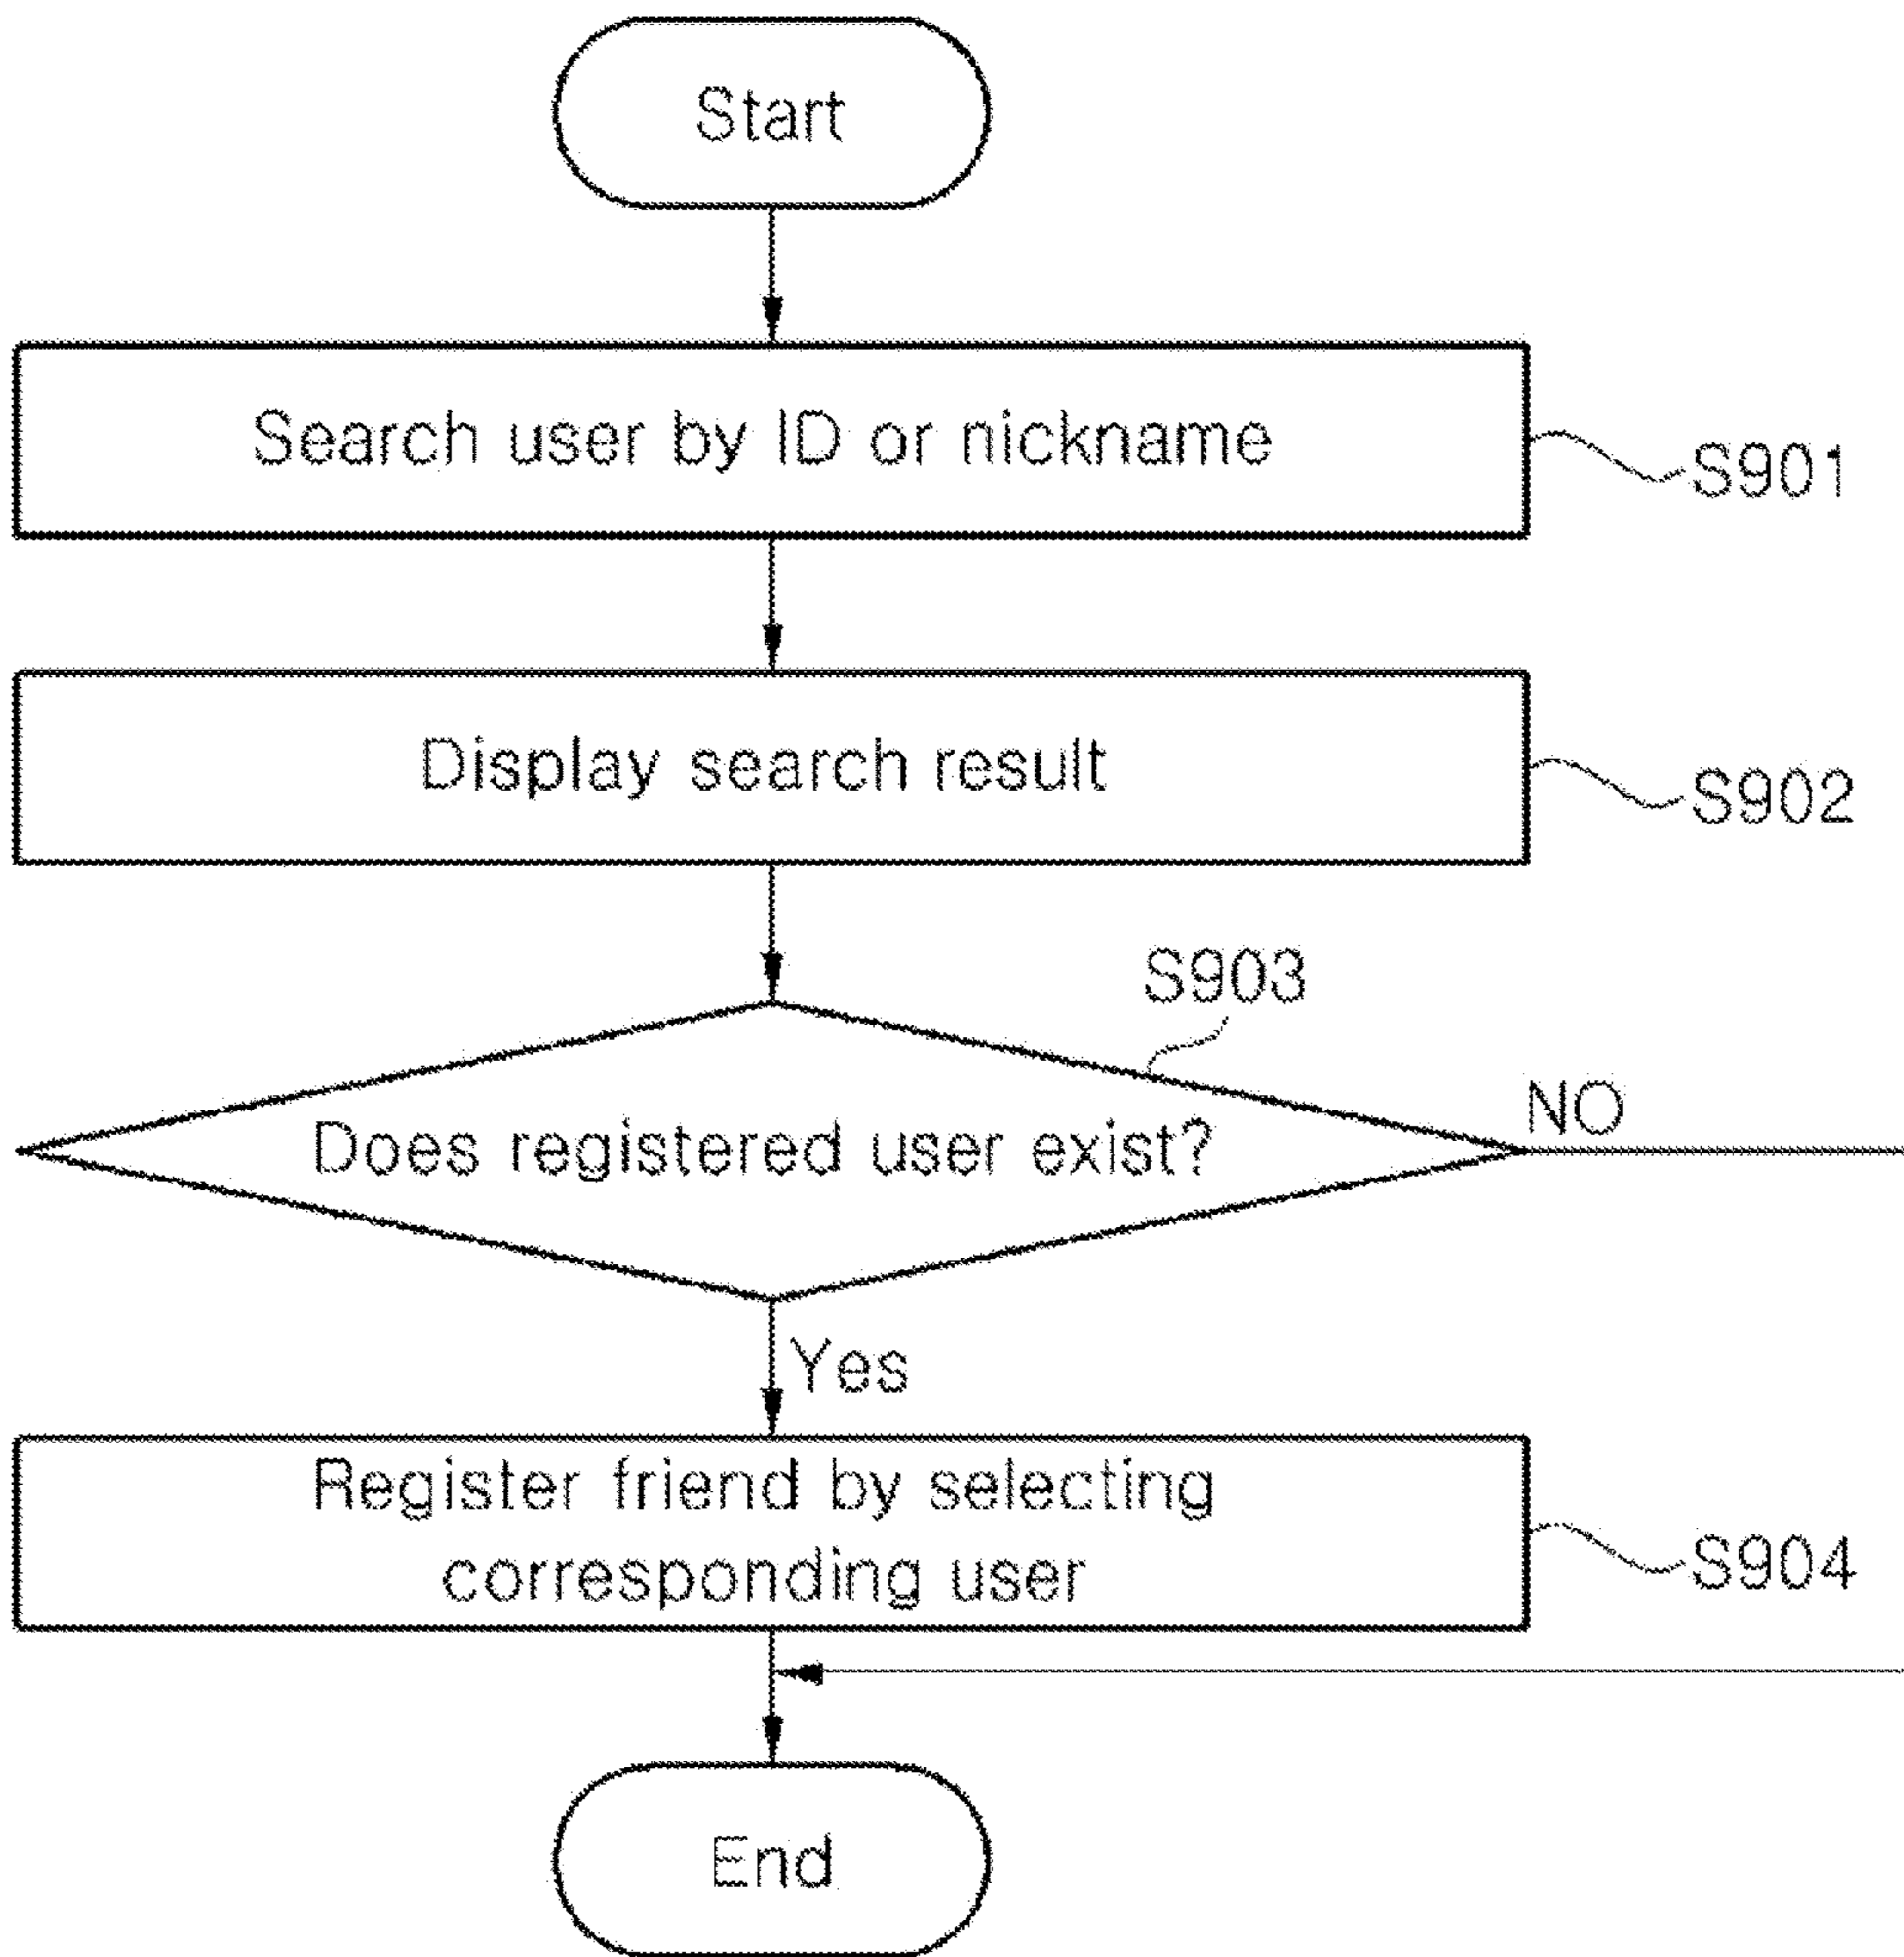 Start
Search user by ID or nickname
S901
Display search result
S902
S903
Does registered user exist?
NO
Yes
Register friend by selecting
corresponding user
S904
End